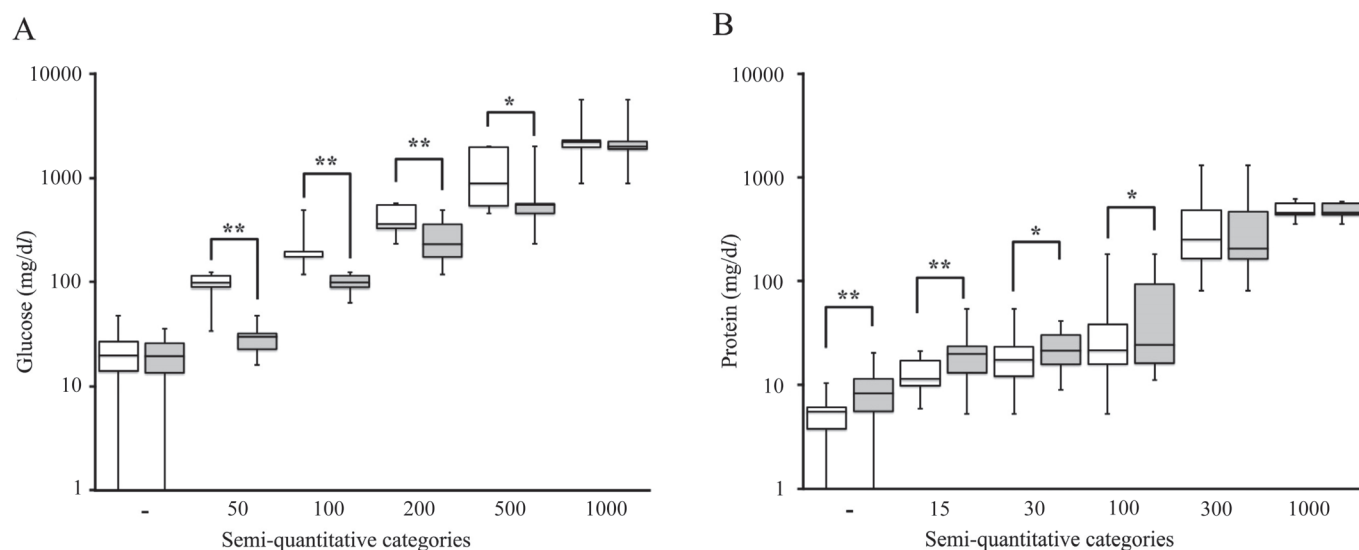 A
10000
1000
100
10
1
Glucose (mg/dl)
**
**
**
*
- 50 100 200 500 1000
Semi-quantitative categories
B
10000
1000
100
10
1
Protein (mg/dl)
**
**
*
*
- 15 30 100 300 1000
Semi-quantitative categories